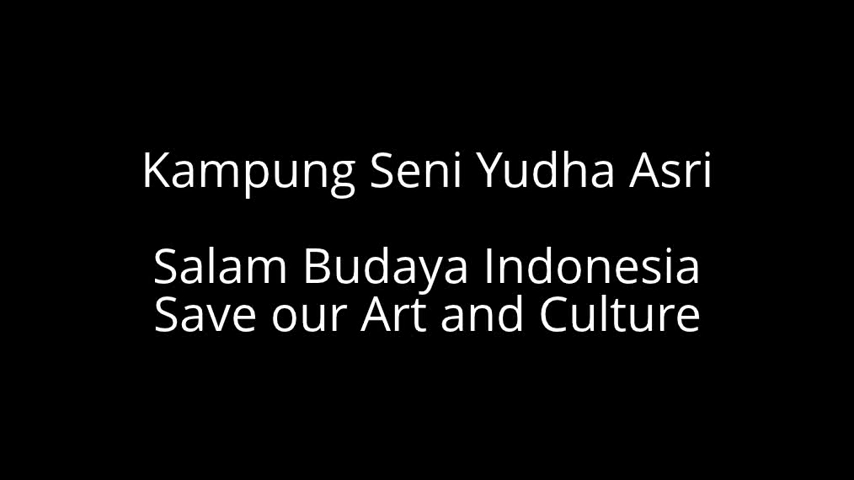 Kampung Seni Yudha Asri
Salam Budaya Indonesia
Save our Art and Culture